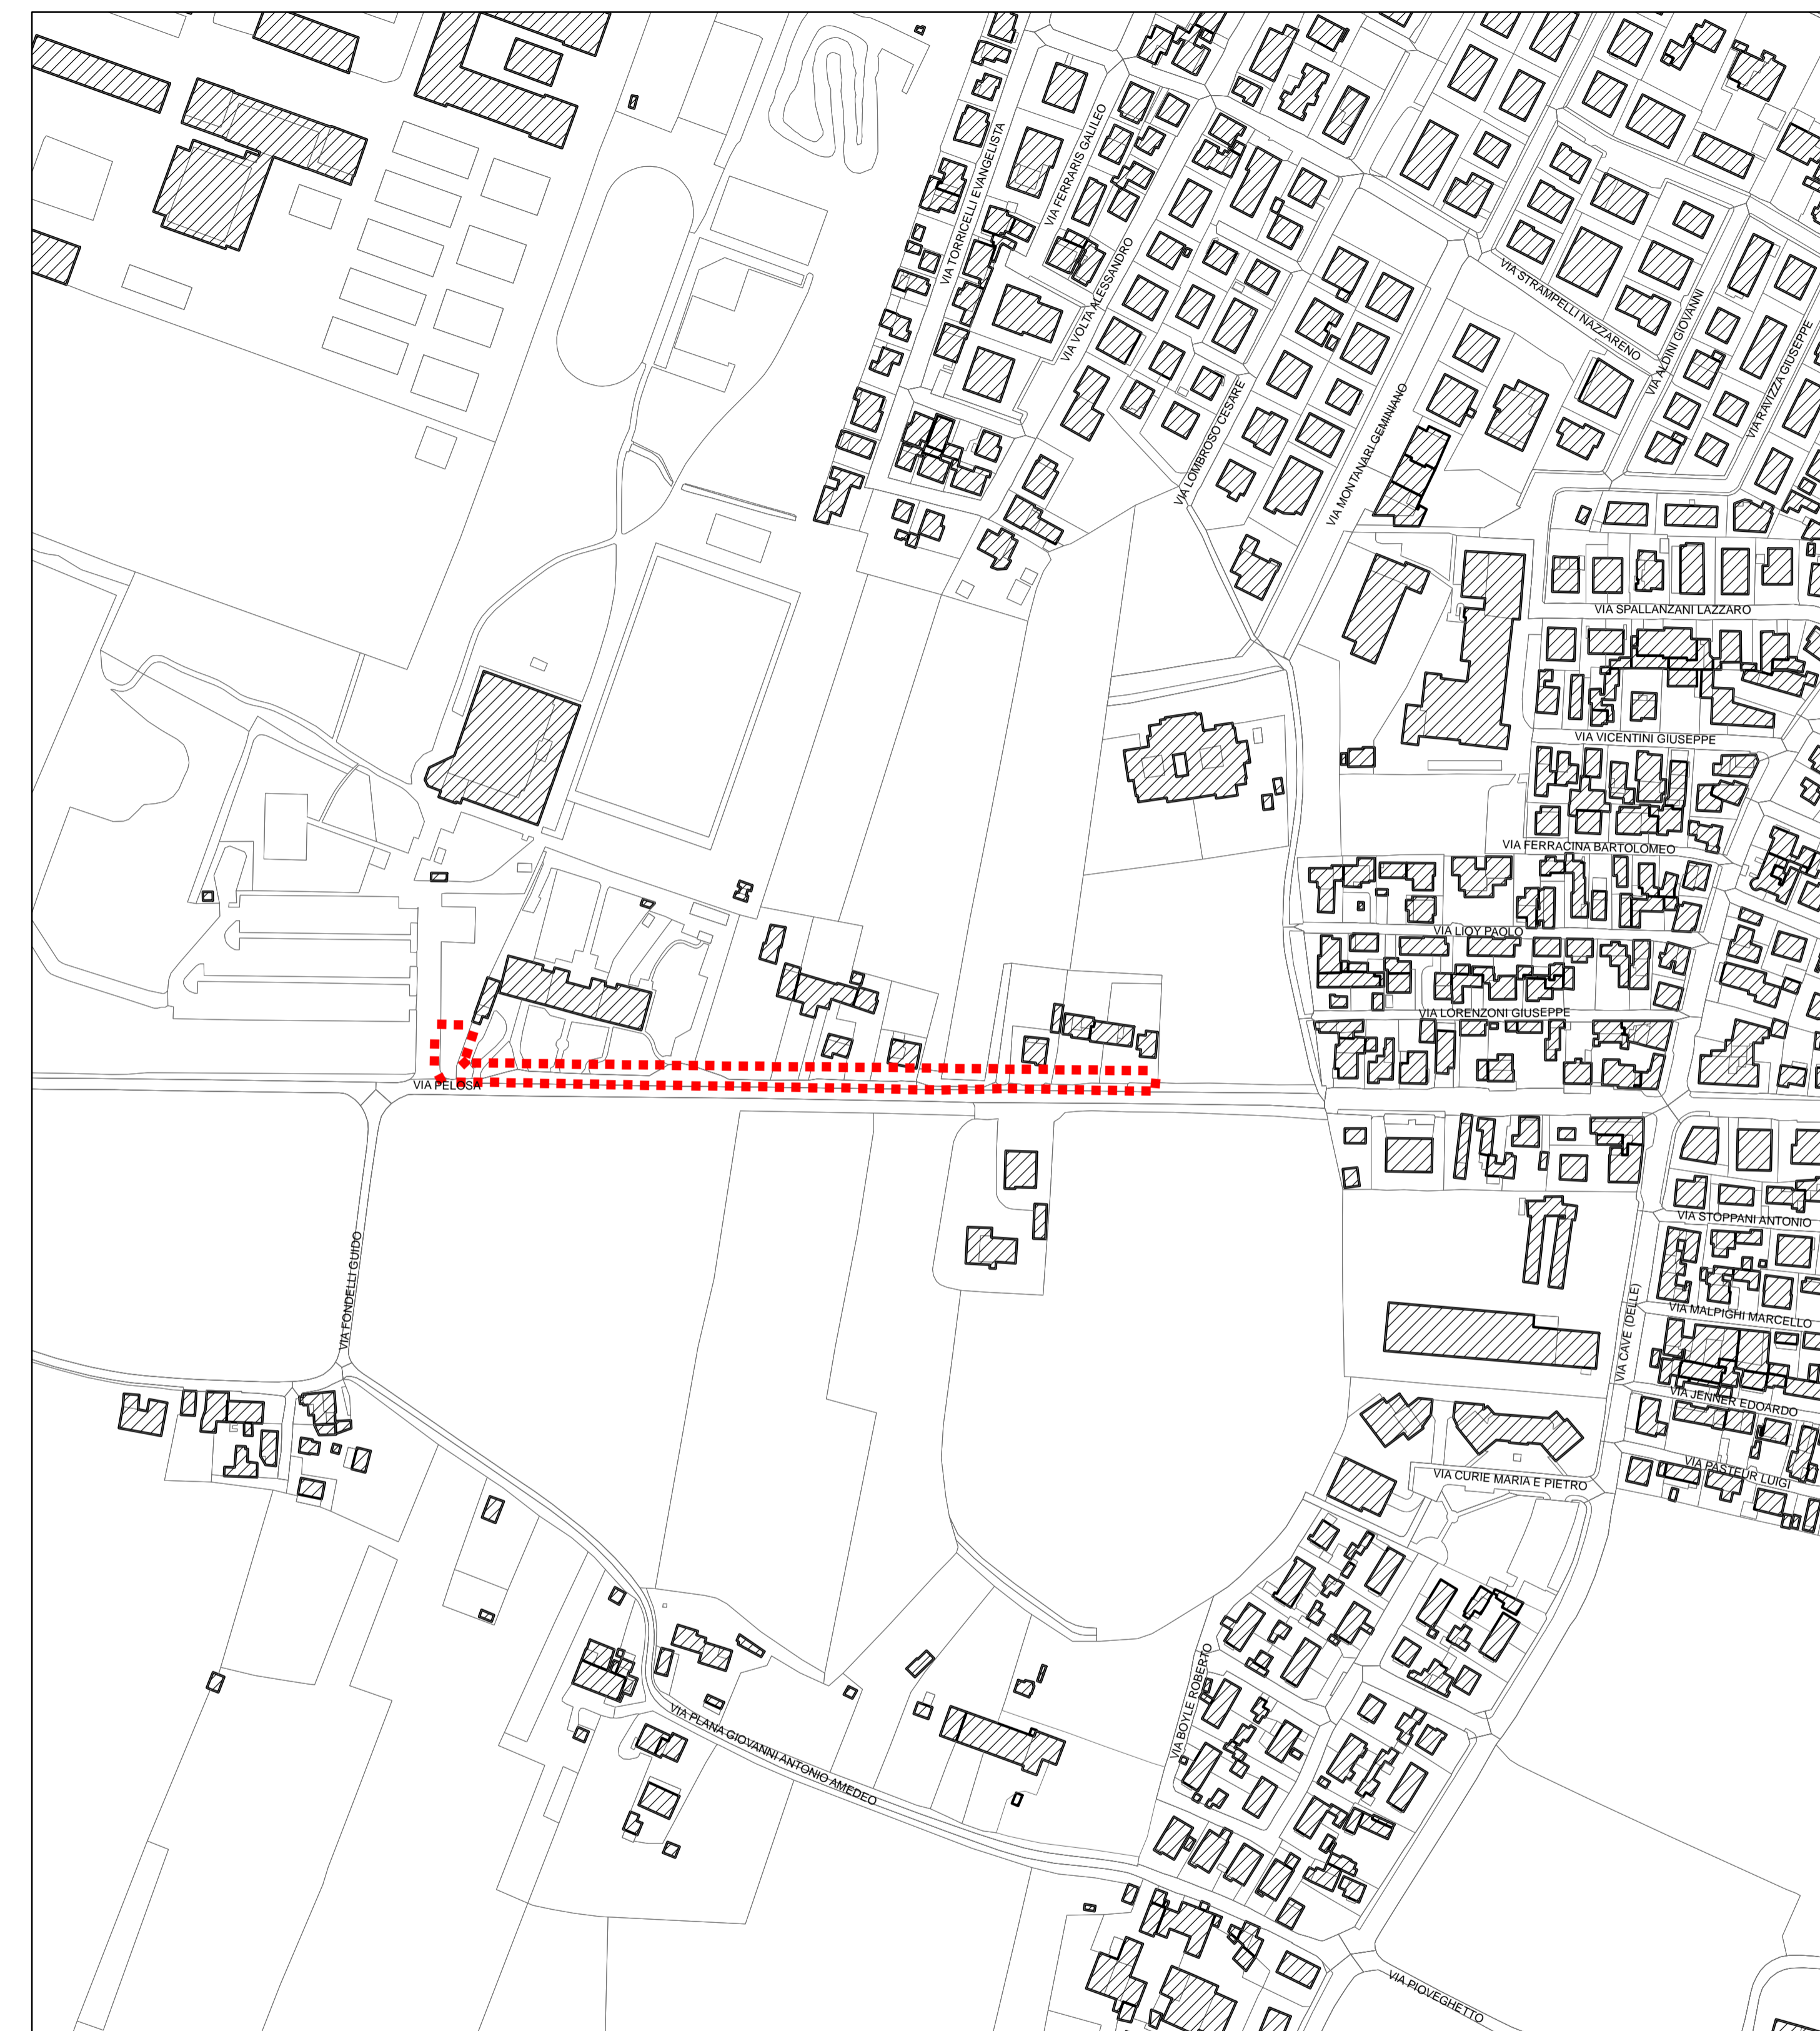 VIA TORRICELLI EVANGELISTA
VIA FERRARIS GALILEO
VIA VOLTA ALESSANDRO
VIA STRAMPELLI NAZZARENO
VIA ALDINI GIOVANNI
VIA RAVIZZA GIUSEPPE
VIA LOMBROSO CESARE
VIA MONTANARI GEMINIANO
VIA SPALLANZANI LAZZARO
VIA VICENTINI GIUSEPPE
VIA FERRACINA BARTOLOMEO
VIA LIOY PAOLO
VIA LORENZONI GIUSEPPE
VIA PELOSA
VIA STOPPANI ANTONIO
VIA FONDELLI GUIDO
VIA MALPIGHI MARCELLO
VIA CAVE (DELLE)
VIA JENNER EDOARDO
VIA PASTEUR LUIGI
VIA CURIE MARIA E PIETRO
VIA BOYLE ROBERTO
VIA PLANA GIOVANNI ANTONIO AMEDEO
VIA PIOVEGHETTO